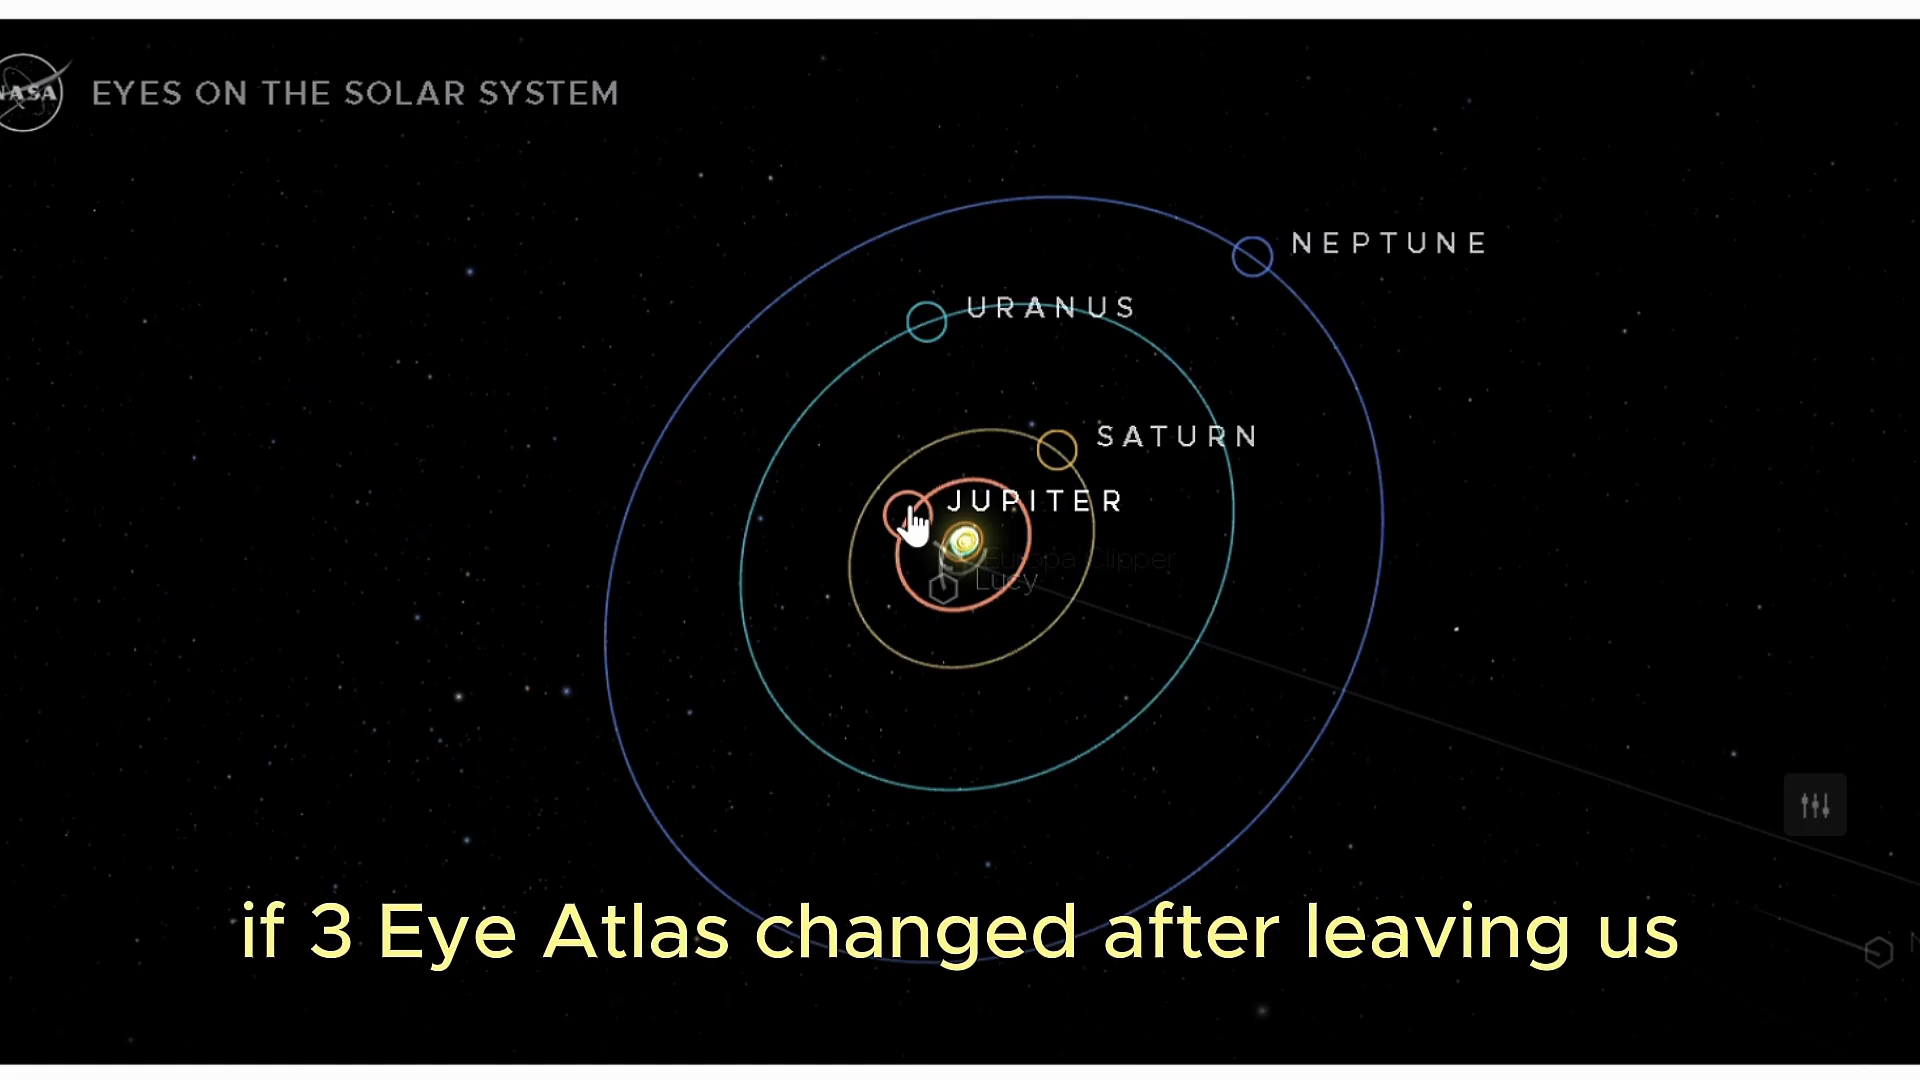 NASA
EYES ON THE SOLAR SYSTEM
NEPTUNE
URANUS
SATURN
JUPITER
Europa Clipper
Lucy
if 3 Eye Atlas changed after leaving us